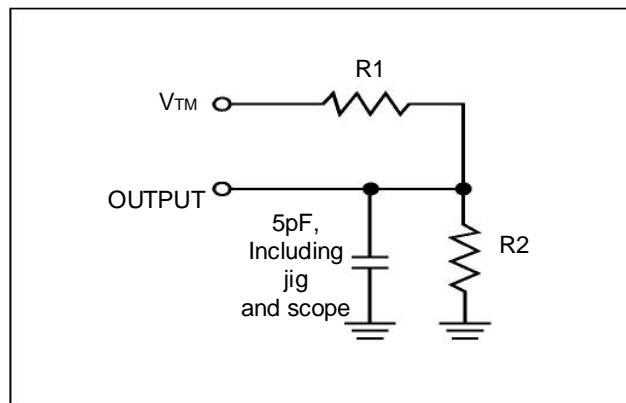 R1
VTM
OUTPUT
5pF,
Including
jig
and scope
R2